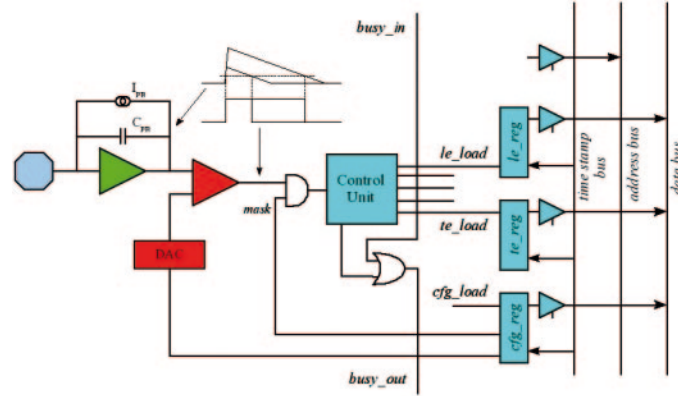 busy_in
I_FB
C_FB
le_load
le_reg
Control
Unit
mask
te_load
te_reg
DAC
cfg_load
cfg_reg
busy_out
time stamp
bus
address bus
data bus